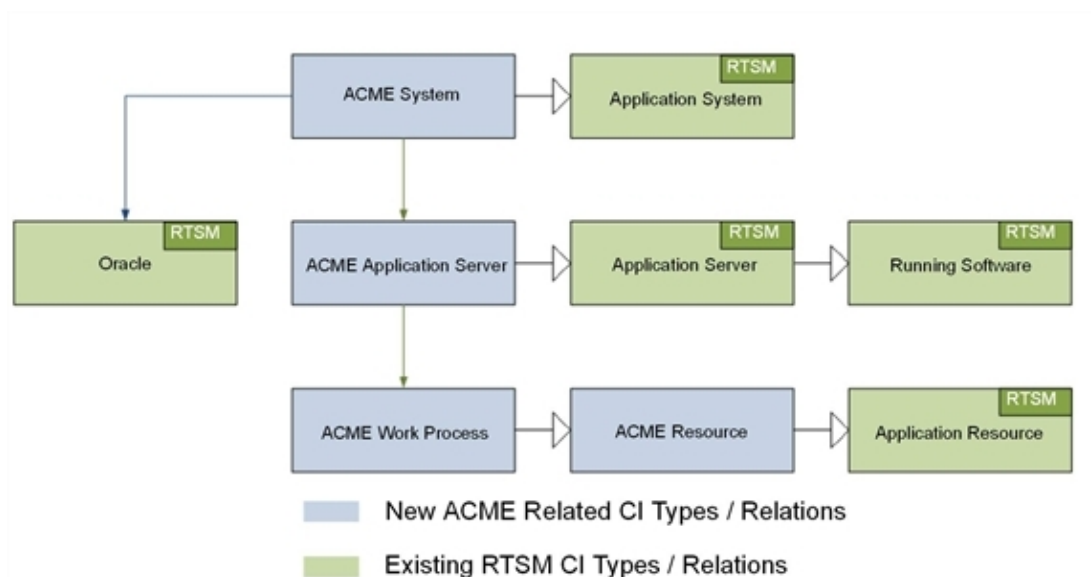 RTSM
ACME System
Application System
RTSM
RTSM
RTSM
Oracle
ACME Application Server
Application Server
Running Software
RTSM
ACME Work Process
ACME Resource
Application Resource
New ACME Related CI Types / Relations
Existing RTSM CI Types / Relations